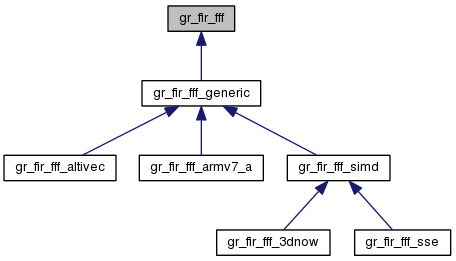 gr_fir_fff
gr_fir_fff_generic
gr_fir_fff_altivec
gr_fir_fff_armv7_a
gr_fir_fff_simd
gr_fir_fff_3dnow
gr_fir_fff_sse